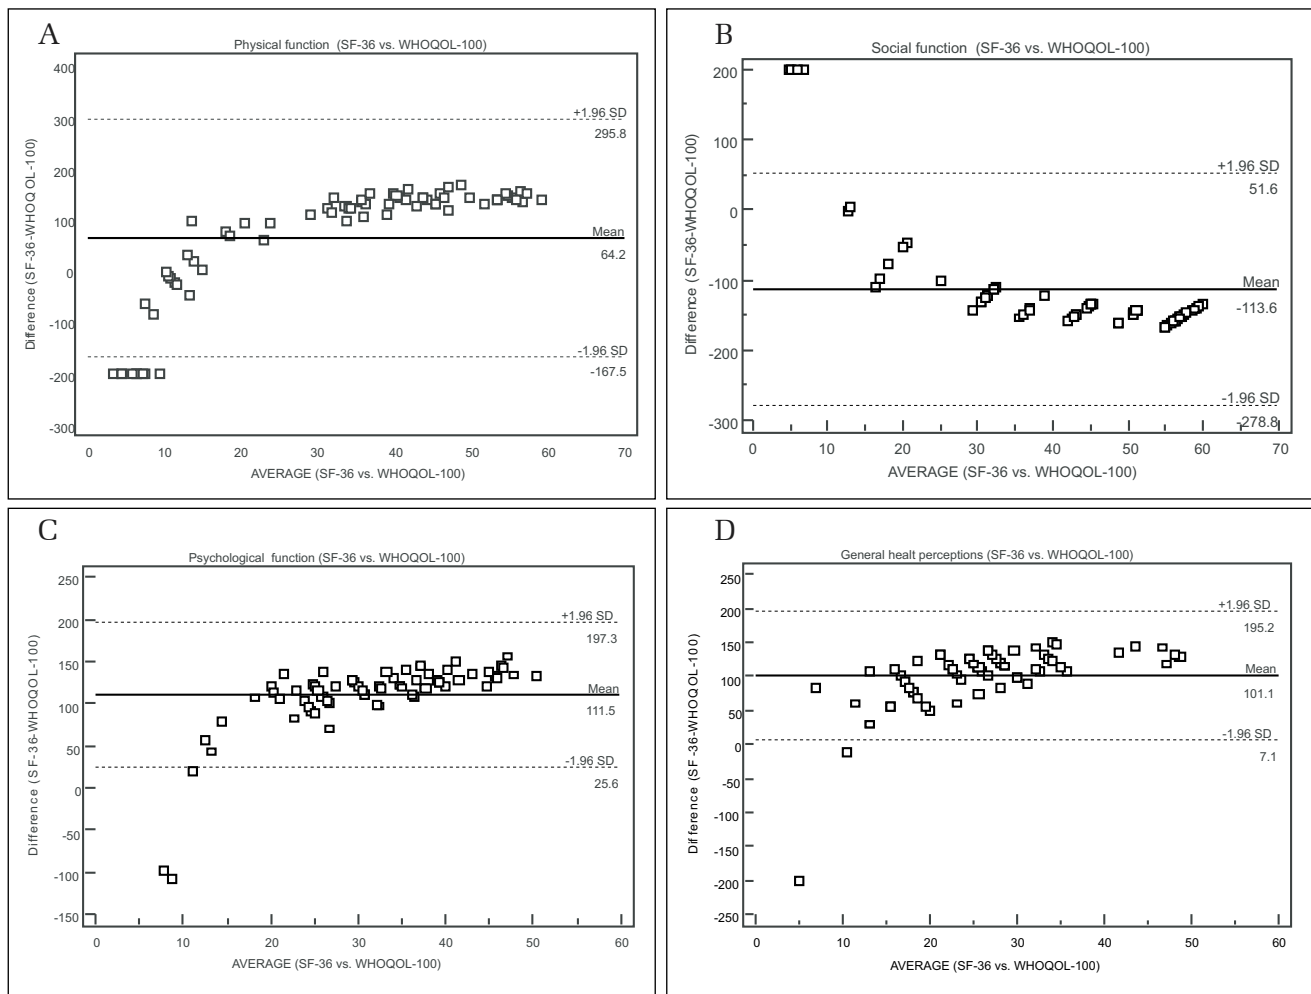 A
Physical function (SF-36 vs. WHOQOL-100)
400
300
200
100
0
-100
-200
-300
Difference (SF-36-WHOQOL-100)
+1.96 SD
295.8
Mean
64.2
-1.96 SD
-167.5
0 10 20 30 40 50 60 70
AVERAGE (SF-36 vs. WHOQOL-100)
B
Social function (SF-36 vs. WHOQOL-100)
200
100
0
-100
-200
-300
Difference (SF-36-WHOQOL-100)
+1.96 SD
51.6
Mean
-113.6
-1.96 SD
-278.8
0 10 20 30 40 50 60 70
AVERAGE (SF-36 vs. WHOQOL-100)
C
Psychological function (SF-36 vs. WHOQOL-100)
250
200
150
100
50
0
-50
-100
-150
Difference (SF-36-WHOQOL-100)
+1.96 SD
197.3
Mean
111.5
-1.96 SD
25.6
0 10 20 30 40 50 60
AVERAGE (SF-36 vs. WHOQOL-100)
D
General healt perceptions (SF-36 vs. WHOQOL-100)
250
200
150
100
50
0
-50
-100
-150
-200
-250
Difference (SF-36-WHOQOL-100)
+1.96 SD
195.2
Mean
101.1
-1.96 SD
7.1
0 10 20 30 40 50 60
AVERAGE (SF-36 vs. WHOQOL-100)